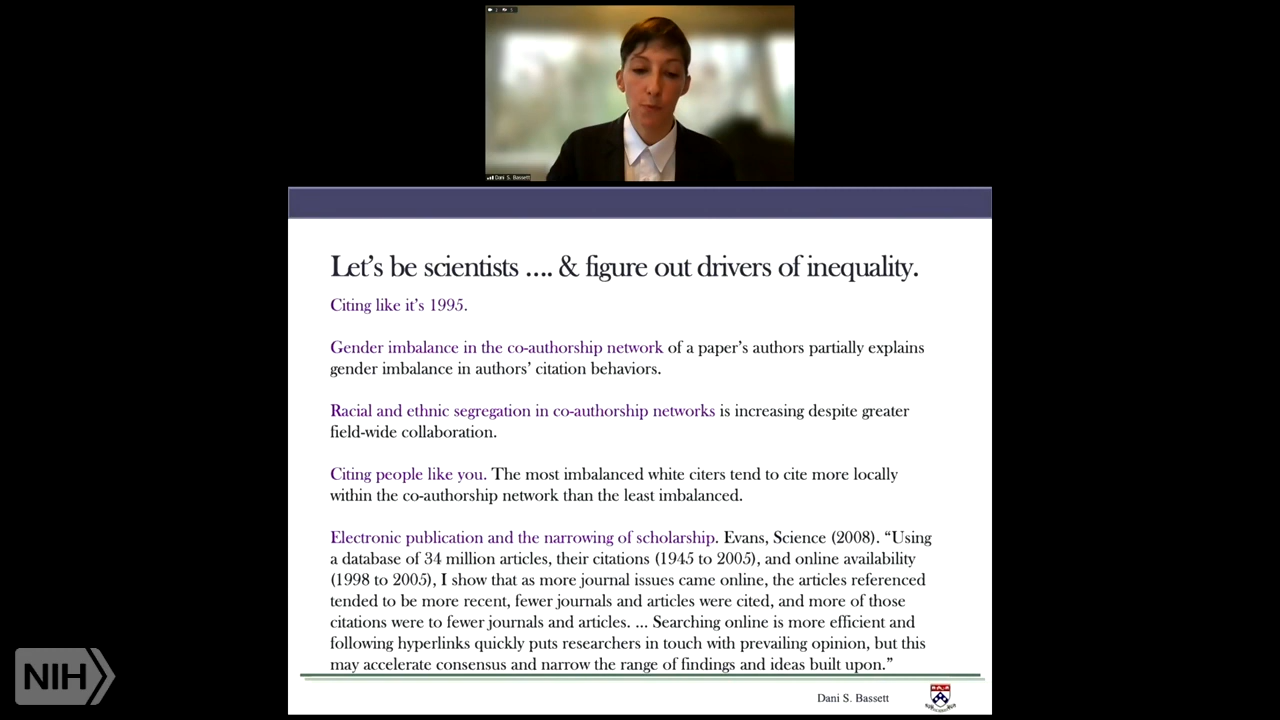 Dani S. Bassett
Let's be scientists .... & figure out drivers of inequality.
Citing like it's 1995.
Gender imbalance in the co-authorship network of a paper's authors partially explains
gender imbalance in authors' citation behaviors.
Racial and ethnic segregation in co-authorship networks is increasing despite greater
field-wide collaboration.
Citing people like you. The most imbalanced white citers tend to cite more locally
within the co-authorship network than the least imbalanced.
Electronic publication and the narrowing of scholarship. Evans, Science (2008). “Using
a database of 34 million articles, their citations (1945 to 2005), and online availability
(1998 to 2005), I show that as more journal issues came online, the articles referenced
tended to be more recent, fewer journals and articles were cited, and more of those
citations were to fewer journals and articles. ... Searching online is more efficient and
following hyperlinks quickly puts researchers in touch with prevailing opinion, but this
may accelerate consensus and narrow the range of findings and ideas built upon.”
NIH
Dani S. Bassett